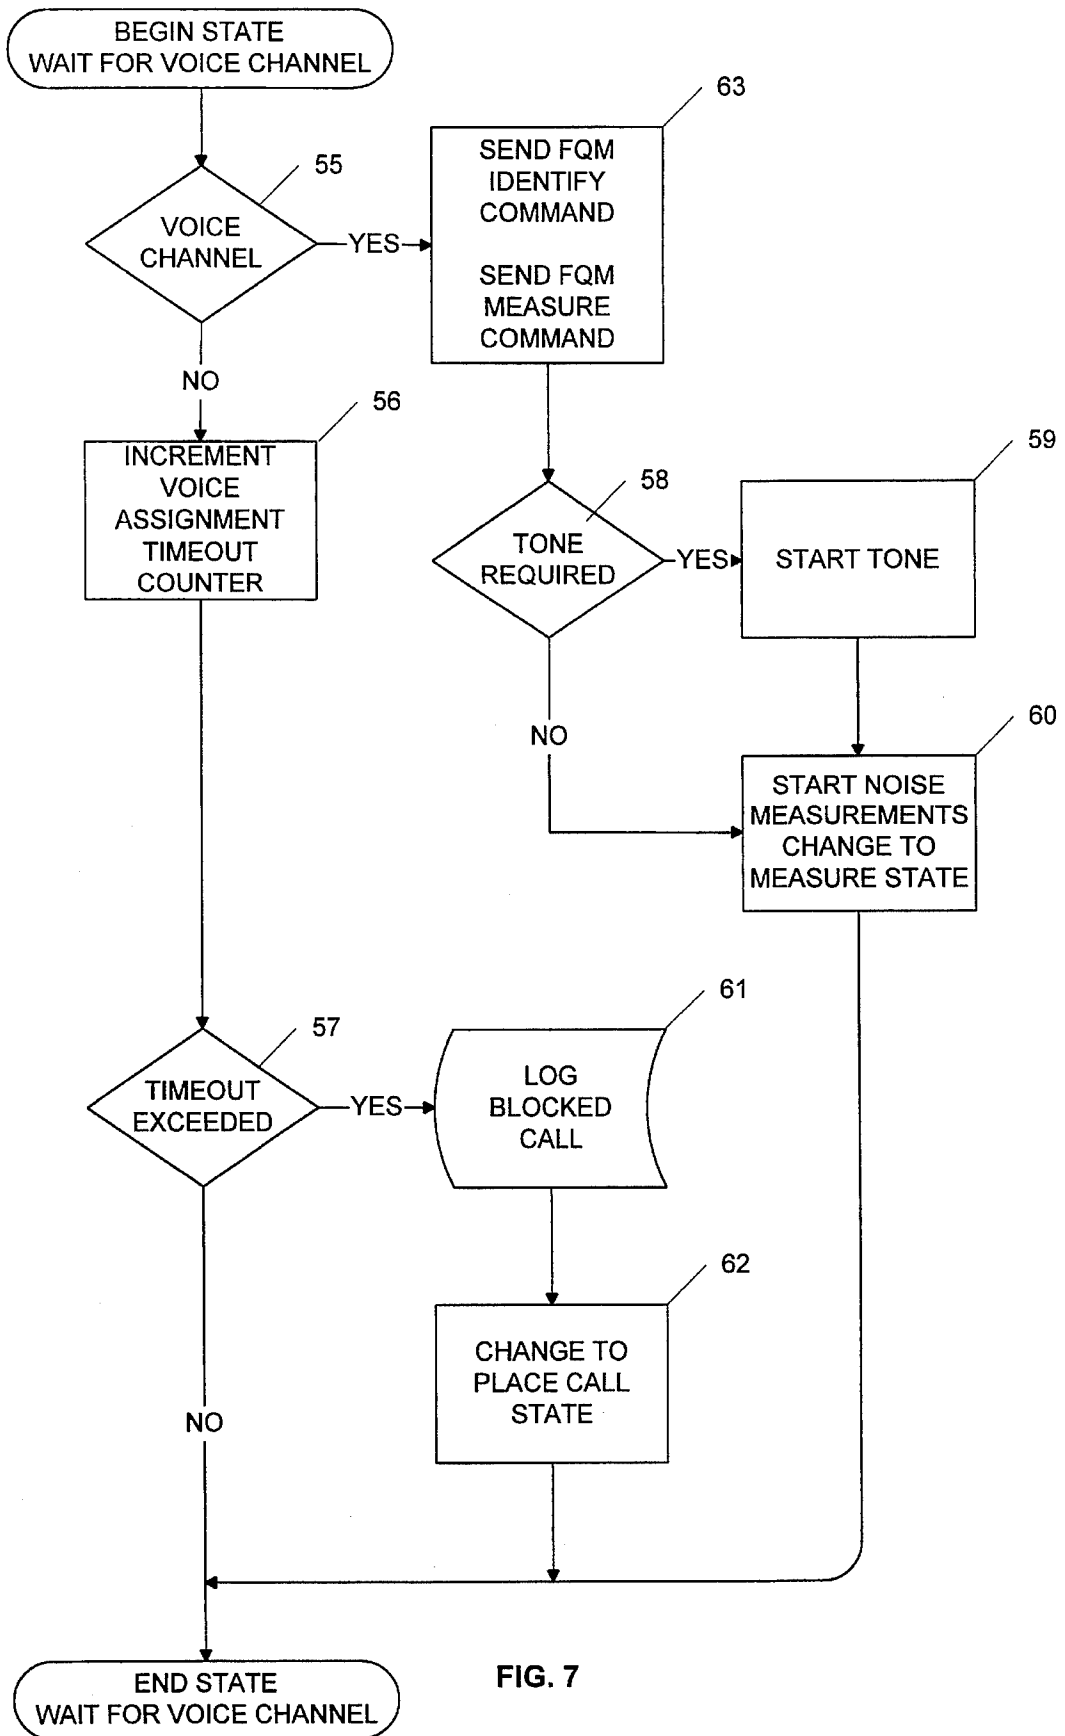 BEGIN STATE
WAIT FOR VOICE CHANNEL
63
SEND FQM
IDENTIFY
COMMAND
SEND FQM
MEASURE
COMMAND
55
VOICE
CHANNEL
YES
NO
56
INCREMENT
VOICE
ASSIGNMENT
TIMEOUT
COUNTER
58
TONE
REQUIRED
YES
59
START TONE
NO
60
START NOISE
MEASUREMENTS
CHANGE TO
MEASURE STATE
57
TIMEOUT
EXCEEDED
YES
61
LOG
BLOCKED
CALL
62
CHANGE TO
PLACE CALL
STATE
NO
END STATE
WAIT FOR VOICE CHANNEL
FIG. 7